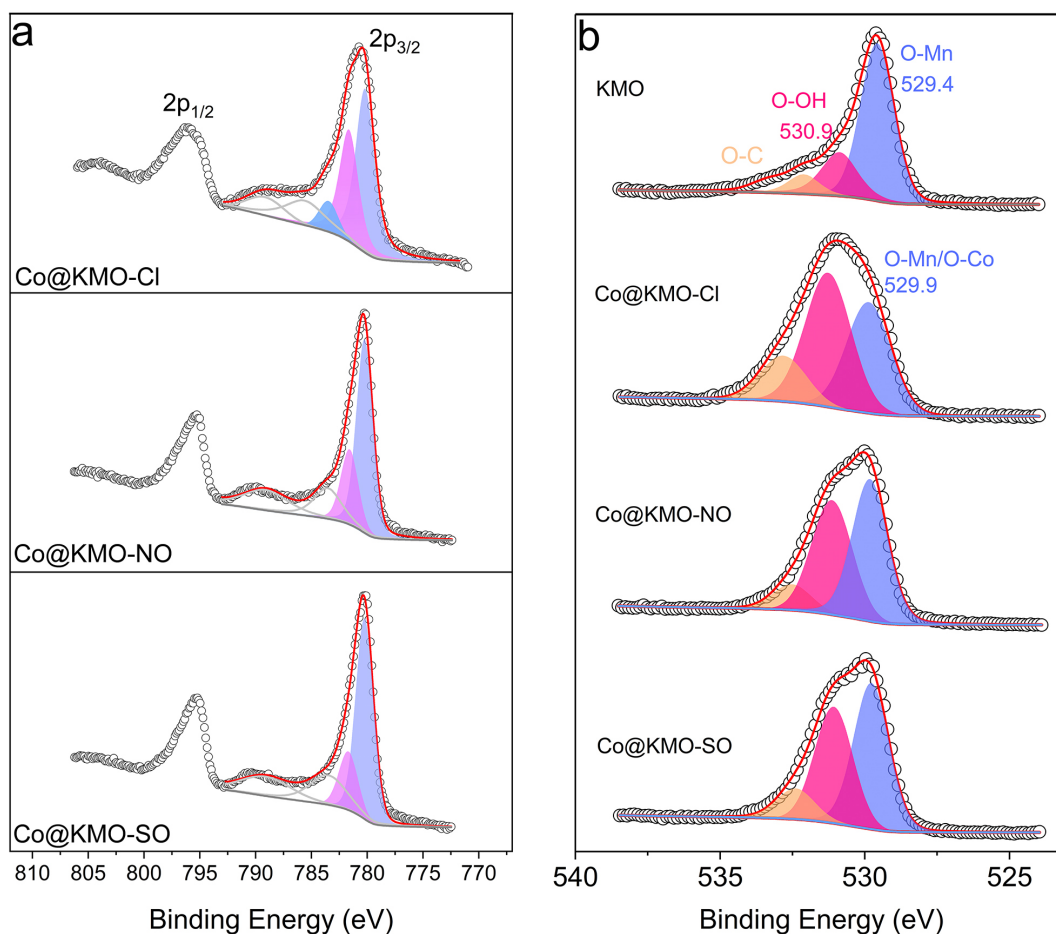 a
2p3/2
2p1/2
Co@KMO-Cl
Co@KMO-NO
Co@KMO-SO
810 805 800 795 790 785 780 775 770
Binding Energy (eV)
b
KMO
O-Mn
529.4
O-OH
530.9
O-C
Co@KMO-Cl
O-Mn/O-Co
529.9
Co@KMO-NO
Co@KMO-SO
540 535 530 525
Binding Energy (eV)